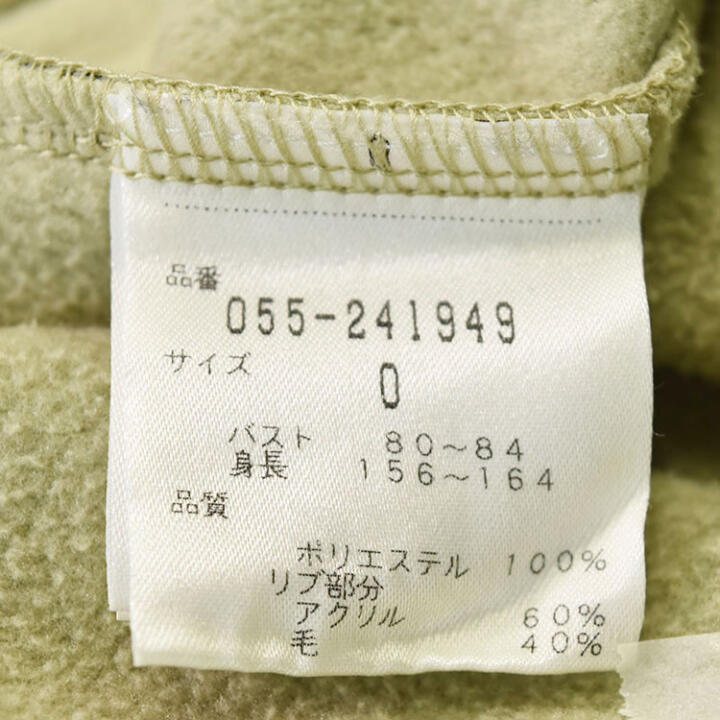 品番
055-241949
サイズ
0
バスト 80～84
身長 156～164
品質
ポリエステル 100%
リブ部分
アクリル 60%
毛 40%